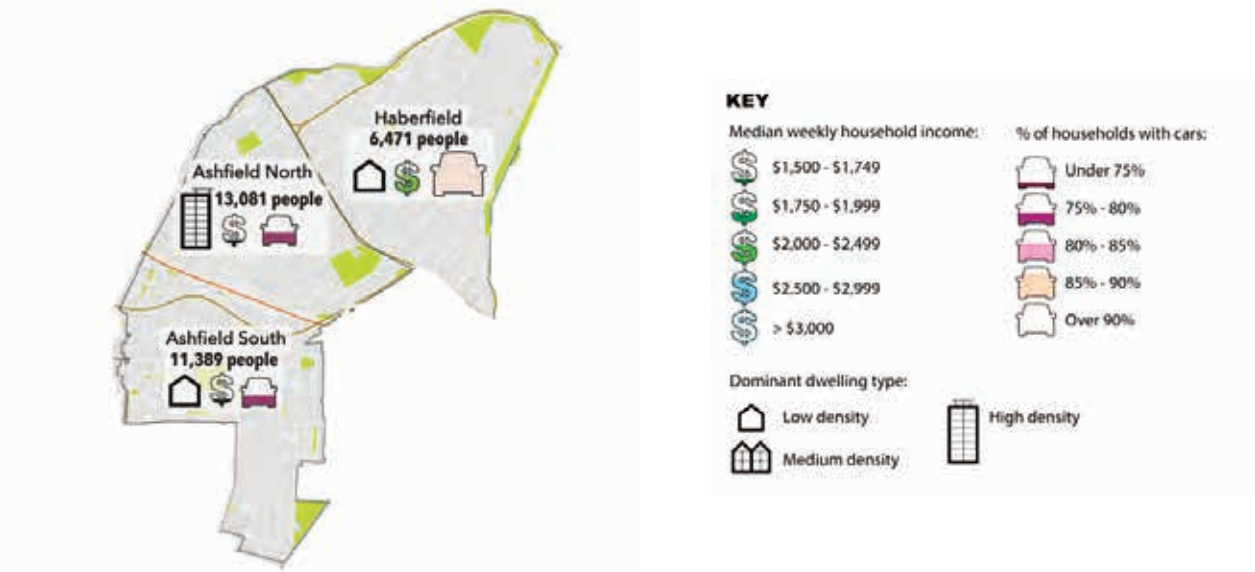 Haberfield
6,471 people
Ashfield North
13,081 people
Ashfield South
11,389 people
KEY
Median weekly household income:
$1,500 - $1,749
$1,750 - $1,999
$2,000 - $2,499
$2,500 - $2,999
> $3,000
% of households with cars:
Under 75%
75% - 80%
80% - 85%
85% - 90%
Over 90%
Dominant dwelling type:
Low density
Medium density
High density